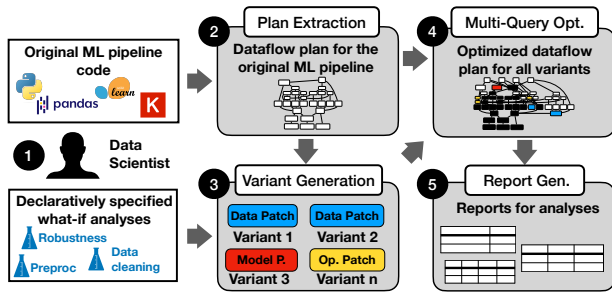 Original ML pipeline
code
pandas
learn
K
1
Data
Scientist
Declaratively specified
what-if analyses
Robustness
Preproc
Data
cleaning
2
Plan Extraction
Dataflow plan for the
original ML pipeline
3
Variant Generation
Data Patch
Data Patch
Variant 1
Variant 2
Model P.
Op. Patch
Variant 3
Variant n
4
Multi-Query Opt.
Optimized dataflow
plan for all variants
5
Report Gen.
Reports for analyses